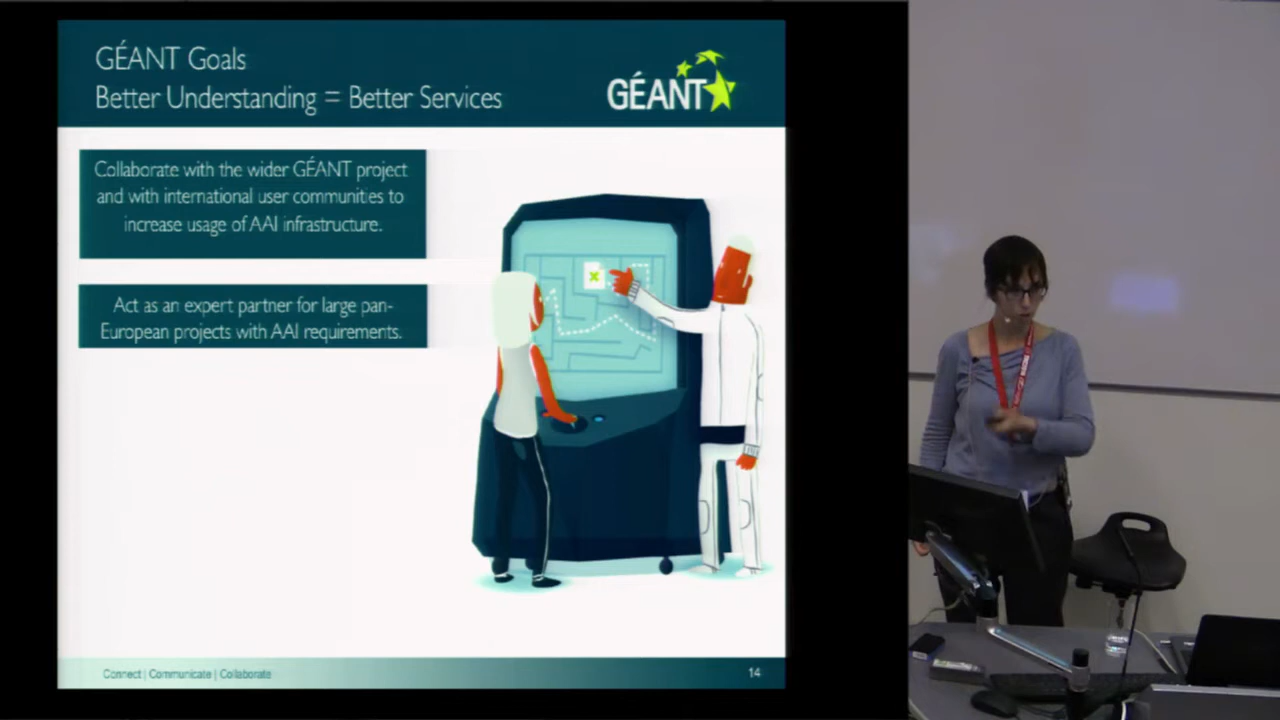 GÉANT Goals
Better Understanding = Better Services
GÉANT
Collaborate with the wider GÉANT project
and with international user communities to
increase usage of AAI infrastructure.
Act as an expert partner for large pan-
European projects with AAI requirements.
Connect | Communicate | Collaborate
14